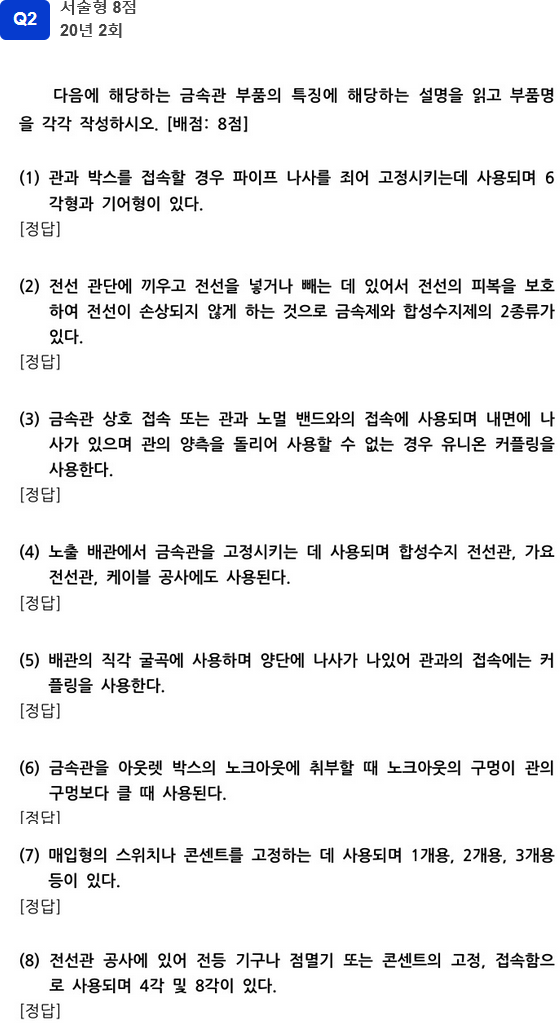 Q2
서술형 8점
20년 2회
다음에 해당하는 금속관 부품의 특징에 해당하는 설명을 읽고 부품명
을 각각 작성하시오. [배점: 8점]
(1) 관과 박스를 접속할 경우 파이프 나사를 죄어 고정시키는데 사용되며 6
각형과 기어형이 있다.
[정답]
(2) 전선 관단에 끼우고 전선을 넣거나 빼는 데 있어서 전선의 피복을 보호
하여 전선이 손상되지 않게 하는 것으로 금속제와 합성수지제의 2종류가
있다.
[정답]
(3) 금속관 상호 접속 또는 관과 노멀 밴드와의 접속에 사용되며 내면에 나
사가 있으며 관의 양측을 돌리어 사용할 수 없는 경우 유니온 커플링을
사용한다.
[정답]
(4) 노출 배관에서 금속관을 고정시키는 데 사용되며 합성수지 전선관, 가요
전선관, 케이블 공사에도 사용된다.
[정답]
(5) 배관의 직각 굴곡에 사용하며 양단에 나사가 나있어 관과의 접속에는 커
플링을 사용한다.
[정답]
(6) 금속관을 아웃렛 박스의 노크아웃에 취부할 때 노크아웃의 구멍이 관의
구멍보다 클 때 사용된다.
[정답]
(7) 매입형의 스위치나 콘센트를 고정하는 데 사용되며 1개용, 2개용, 3개용
등이 있다.
[정답]
(8) 전선관 공사에 있어 전등 기구나 점멸기 또는 콘센트의 고정, 접속함으
로 사용되며 4각 및 8각이 있다.
[정답]